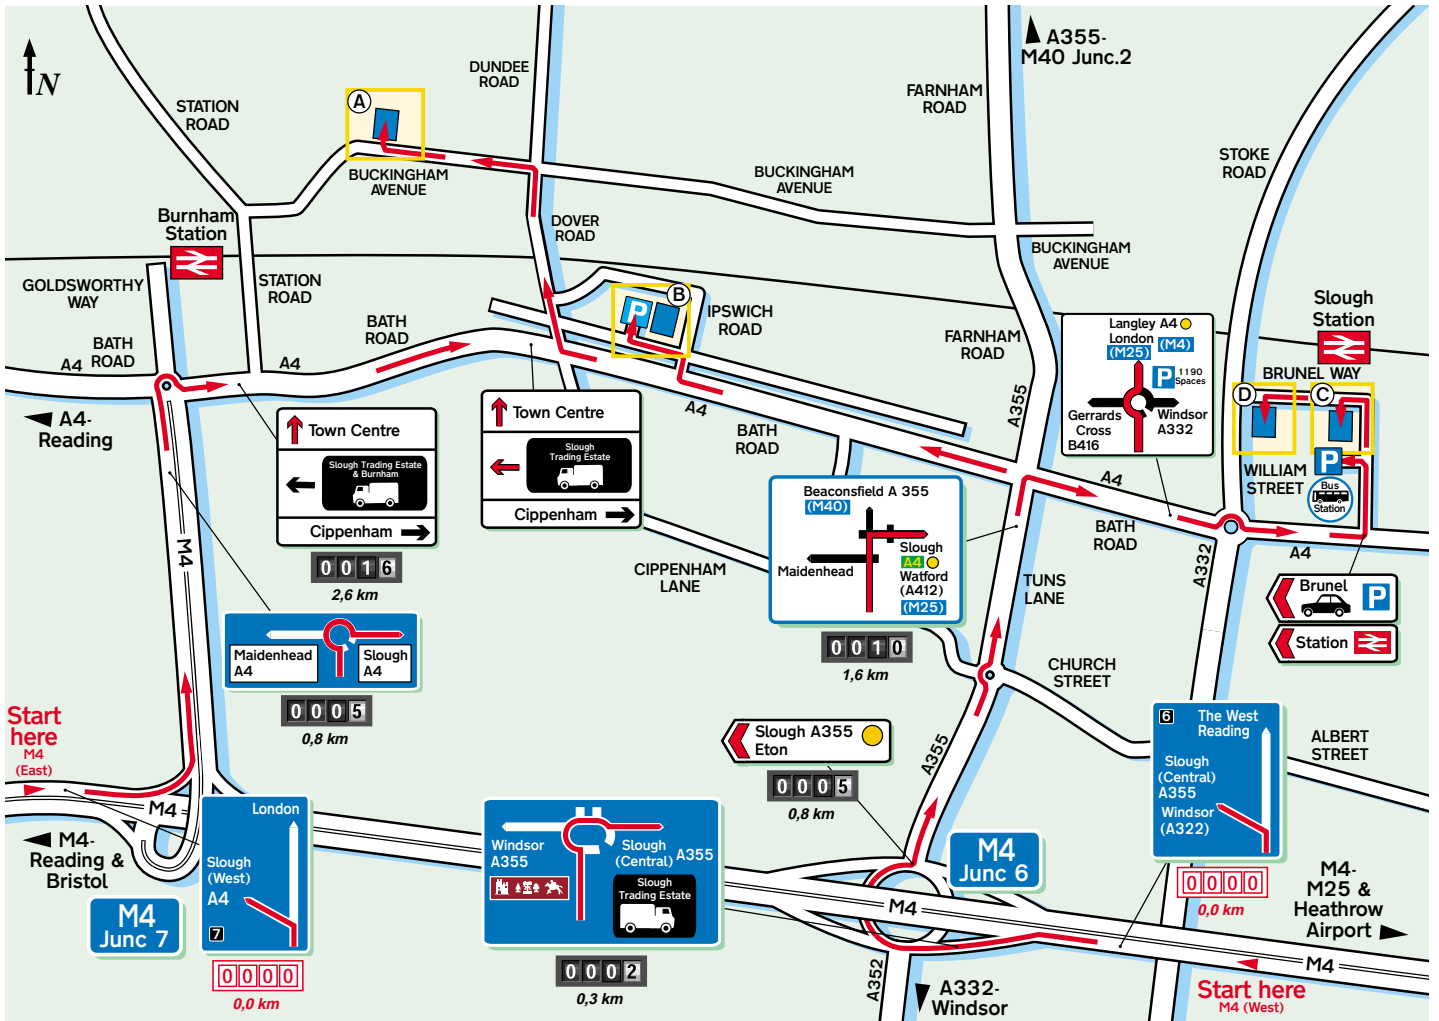 N
STATION
ROAD
DUNDEE
ROAD
FARNHAM
ROAD
A355-
M40 Junc.2
STOKE
ROAD
A
BUCKINGHAM
AVENUE
BUCKINGHAM
AVENUE
BUCKINGHAM
AVENUE
Burnham
Station
DOVER
ROAD
GOLDSWORTHY
WAY
STATION
ROAD
B
P
IPSWICH
ROAD
FARNHAM
ROAD
Slough
Station
BRUNEL WAY
A4
BATH
ROAD
A4
BATH
ROAD
A4
BATH
ROAD
A355
Langley A4
London
(M25)
(M4)
P
1190
Spaces
Gerrards
Cross
B416
Windsor
A332
D
C
P
WILLIAM
STREET
Bus
Station
A4-
Reading
Town Centre
Slough Trading Estate
& Burnham
Cippenham
0016
2,6 km
Town Centre
Slough
Trading Estate
Cippenham
CIPPENHAM
LANE
Beaconsfield A 355
(M40)
Maidenhead
Slough
A4
Watford
(A412)
(M25)
0010
1,6 km
A4
BATH
ROAD
A332
A4
TUNS
LANE
Brunel
P
Station
M4
Maidenhead
A4
Slough
A4
0005
0,8 km
CHURCH
STREET
ALBERT
STREET
Start
here
M4
(East)
M4
M4-
Reading &
Bristol
M4
Junc 7
London
Slough
(West)
A4
7
0000
0,0 km
Windsor
A355
Slough
(Central) A355
Slough
Trading Estate
0002
0,3 km
Slough A355
Eton
0005
0,8 km
A355
M4
Junc 6
6
The West
Reading
Slough
(Central)
A355
Windsor
(A322)
0000
0,0 km
M4
A352
A332-
Windsor
M4-
M25 &
Heathrow
Airport
M4
Start here
M4 (West)